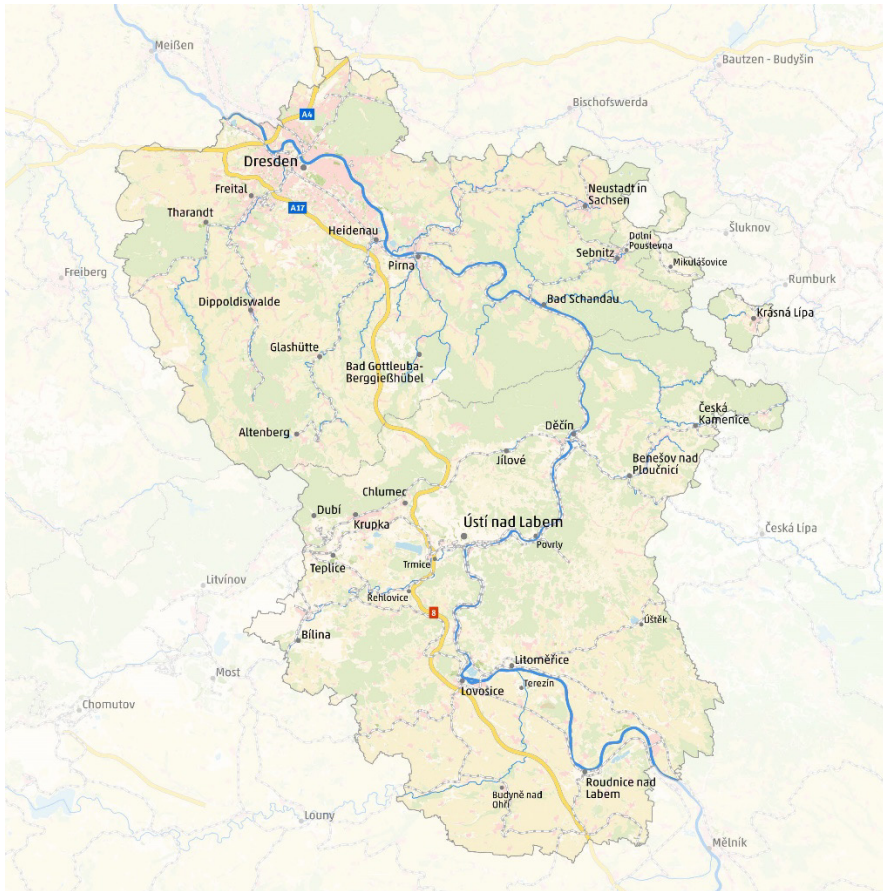 Meißen
Bautzen - Budyšin
Bischofswerda
A4
Dresden
Freital
A17
Neustadt in
Sachsen
Tharandt
Heidenau
Dolní
Poustevna
Šluknov
Sebnitz
Pirna
Mikulášovice
Freiberg
Rumburk
Dippoldiswalde
Bad Schandau
Krásná Lípa
Glashütte
Bad Gottleuba-
Berggießhübel
Česká
Kamenice
Altenberg
Děčín
Jílové
Benešov nad
Ploučnicí
Chlumec
Dubí
Krupka
Ústí nad Labem
Česká Lípa
Povrly
Teplice
Trmice
Litvínov
Řehlovice
8
Úštěk
Bílina
Litoměřice
Most
Terezín
Lovosice
Chomutov
Roudnice nad
Labem
Budyně nad
Ohří
Louny
Mělník